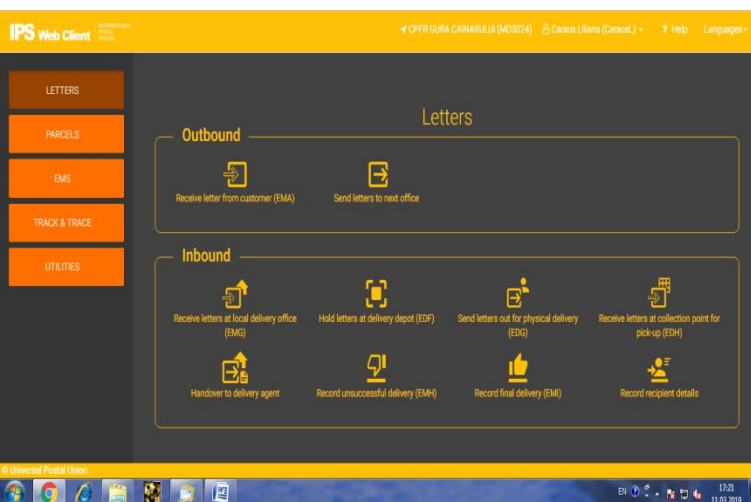 IPS Web Client INTERNATIONAL POSTAL SYSTEM
CPFR GURA CAINARULUI (MD5024) Caraus Liliana (CarausL) ? Help Languages
LETTERS
PARCELS
EMS
TRACK & TRACE
UTILITIES
Letters
Outbound
Receive letter from customer (EMA) Send letters to next office
Inbound
Receive letters at local delivery office (EMG)
Hold letters at delivery depot (EDF)
Send letters out for physical delivery (EDG)
Receive letters at collection point for pick-up (EDH)
Handover to delivery agent
Record unsuccessful delivery (EMH)
Record final delivery (EMI)
Record recipient details
© Universal Postal Union
EN 17:21
11.03.2019